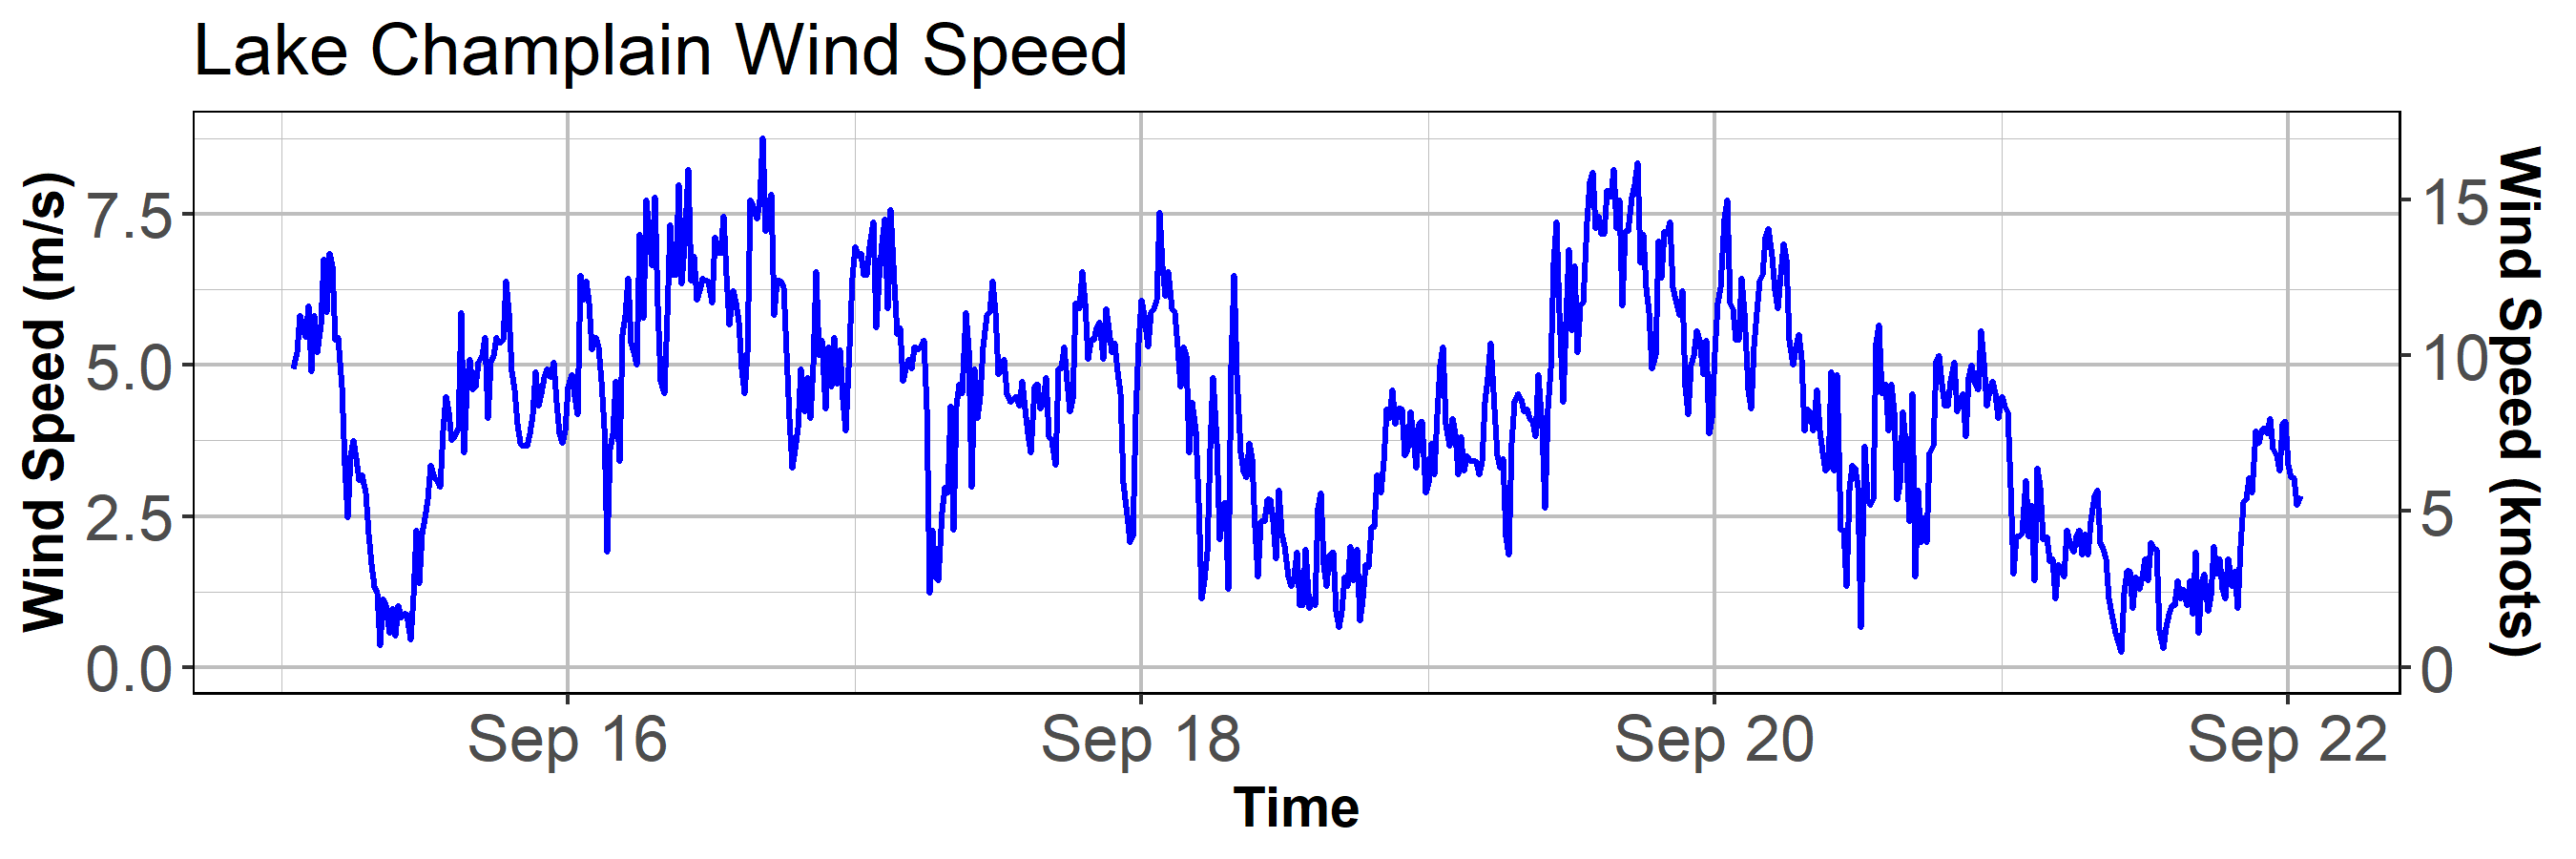 Lake Champlain Wind Speed
Wind Speed (m/s)
7.5
5.0
2.5
0.0
15
10
5
0
Wind Speed (knots)
Sep 16
Sep 18
Sep 20
Sep 22
Time